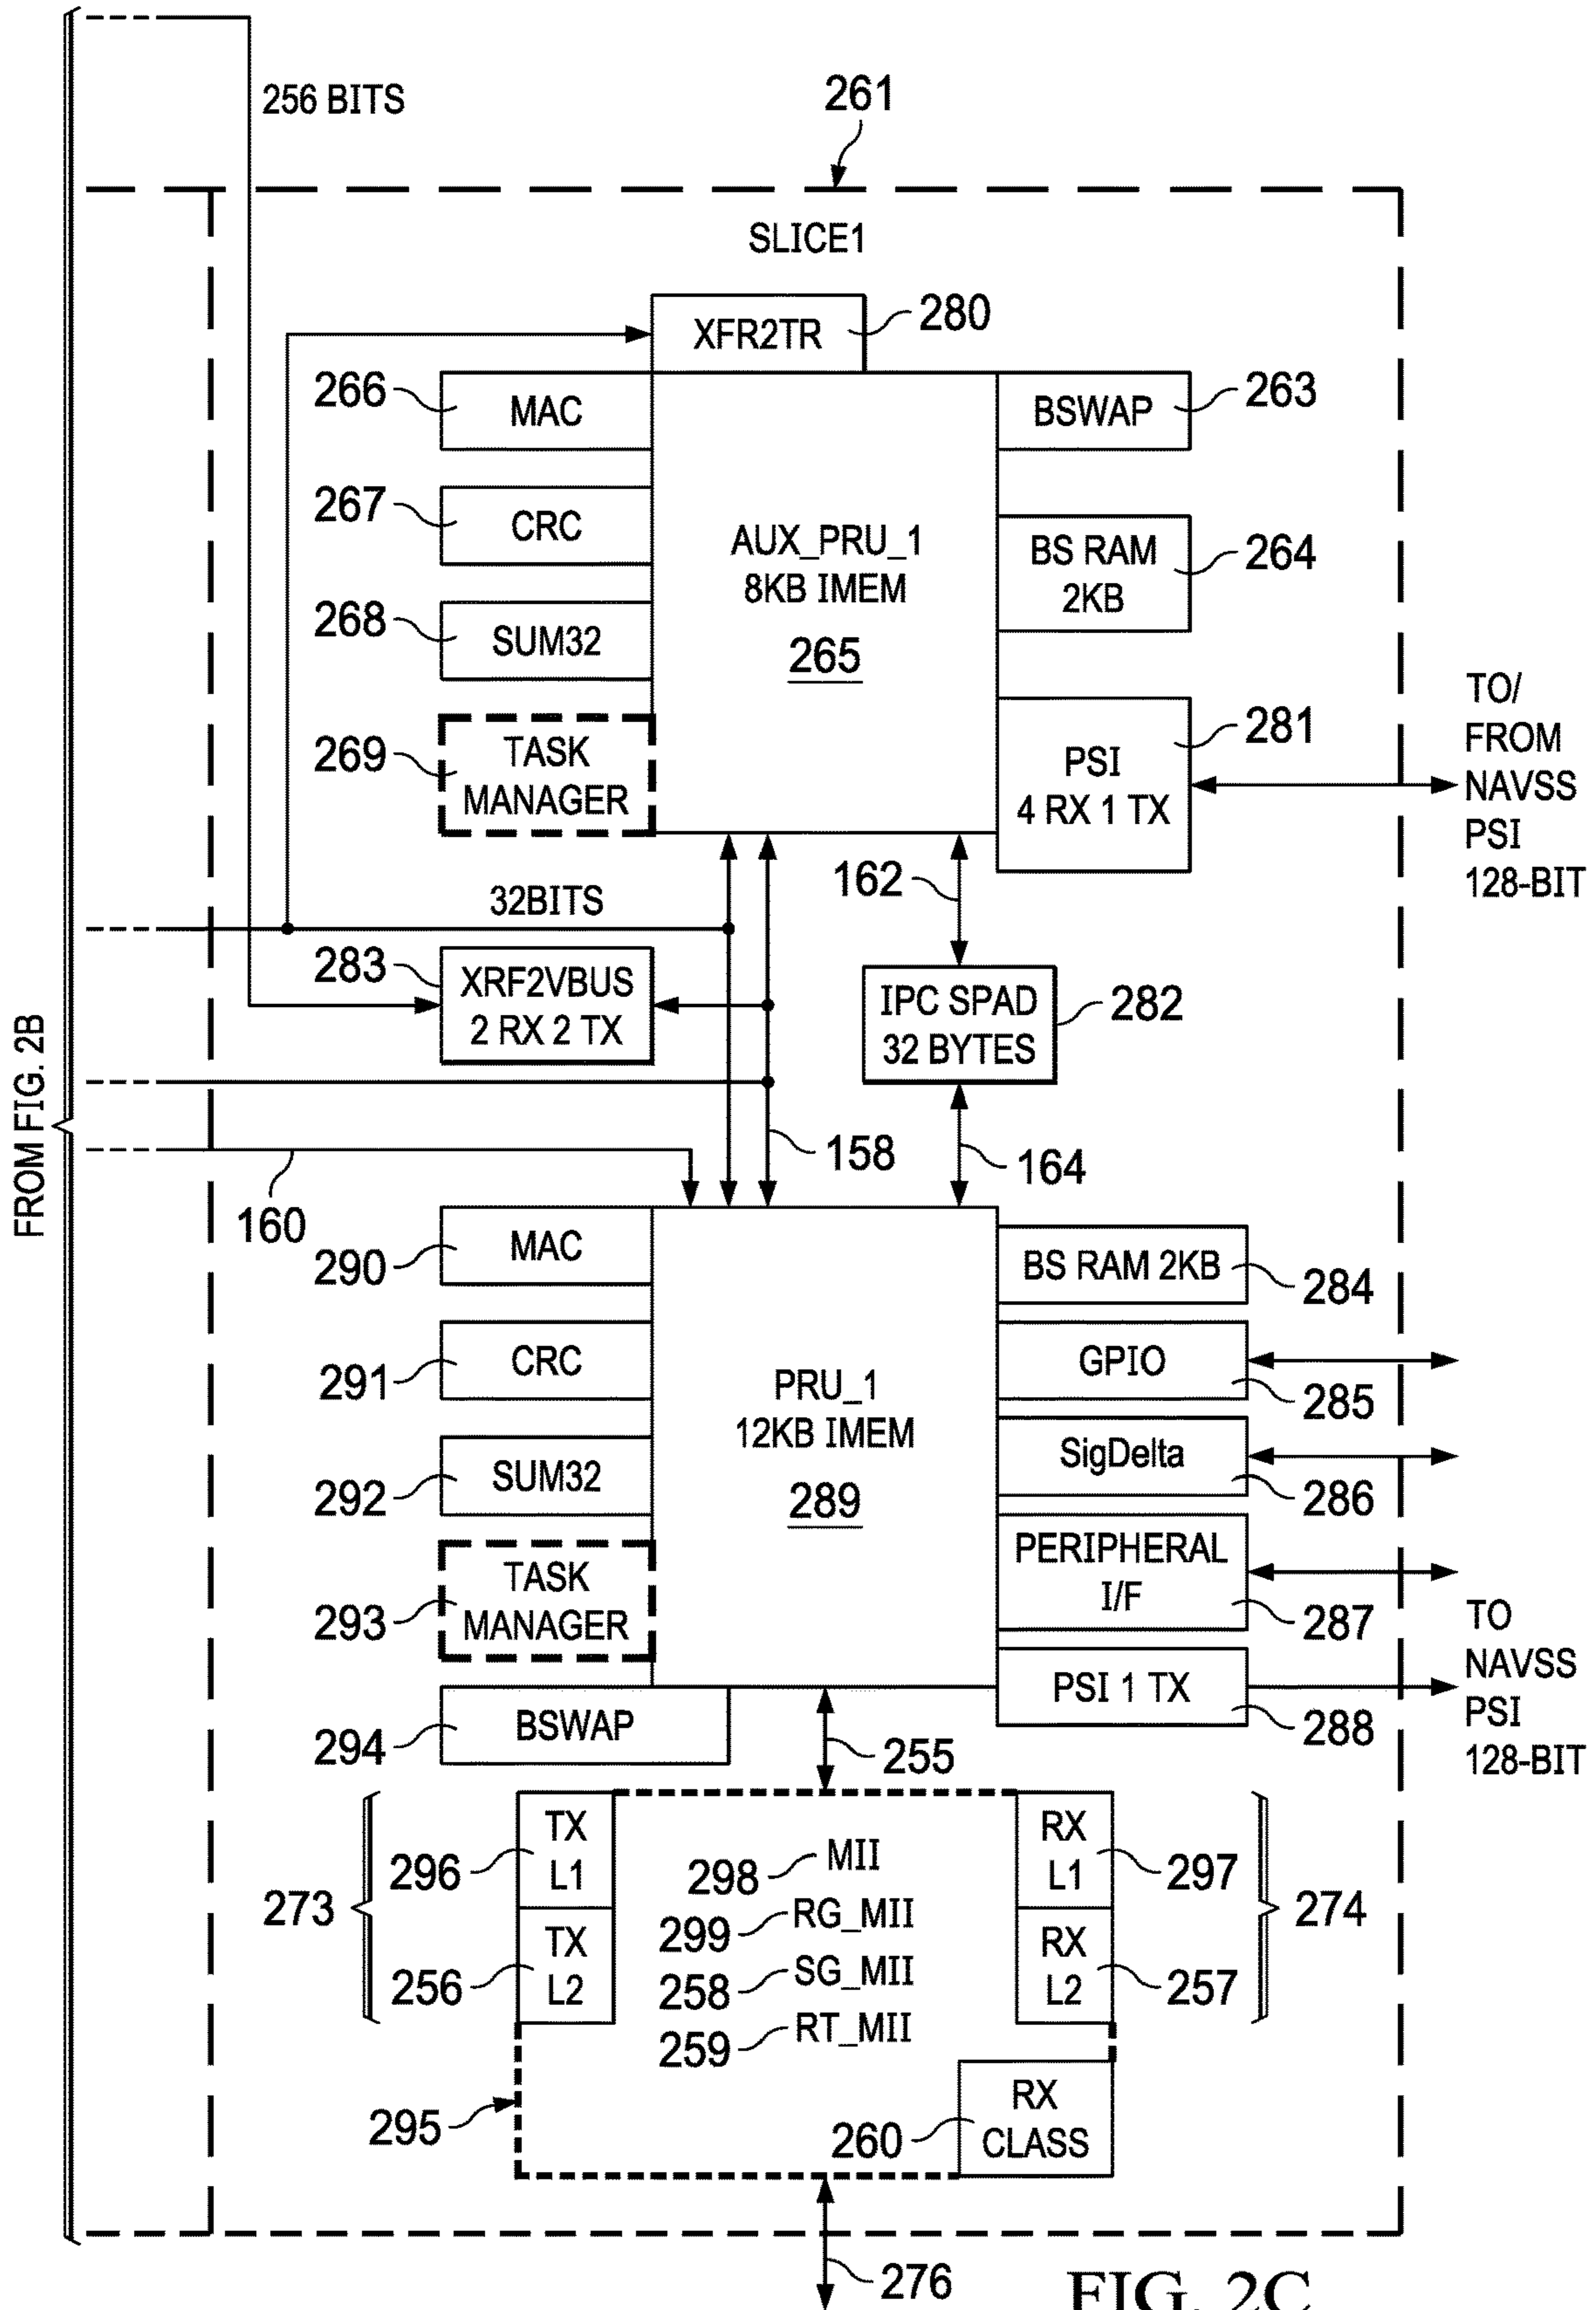 256 BITS
261
SLICE1
XFR2TR
280
266
MAC
BSWAP
263
267
CRC
AUX_PRU_1
8KB IMEM
265
BS RAM
2KB
264
268
SUM32
269
TASK
MANAGER
PSI
4 RX 1 TX
281
TO/
FROM
NAVSS
PSI
128-BIT
162
32BITS
283
XRF2VBUS
2 RX 2 TX
IPC SPAD
32 BYTES
282
FROM FIG. 2B
158
164
160
290
MAC
BS RAM 2KB
284
291
CRC
PRU_1
12KB IMEM
289
GPIO
285
292
SUM32
SigDelta
286
293
TASK
MANAGER
PERIPHERAL
I/F
287
TO
NAVSS
PSI
128-BIT
294
BSWAP
PSI 1 TX
288
255
273
296
TX
L1
256
TX
L2
298
MII
299
RG_MII
258
SG_MII
259
RT_MII
RX
L1
297
RX
L2
257
274
295
260
RX
CLASS
276
FIG. 2C